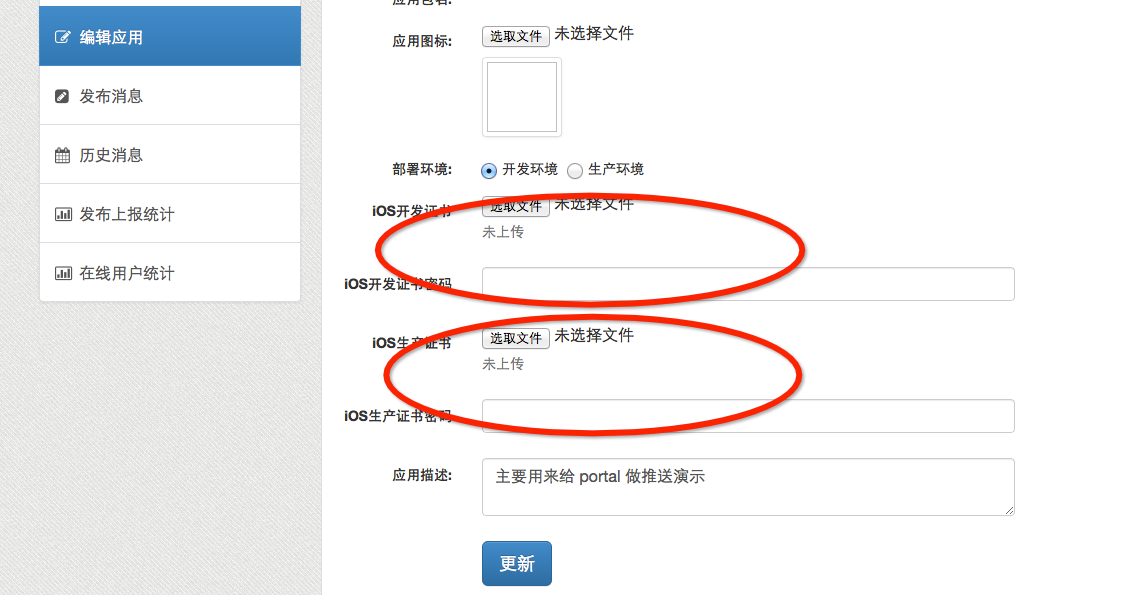 编辑应用
发布消息
历史消息
发布上报统计
在线用户统计
应用包名:
应用图标: 选取文件 未选择文件
部署环境: 开发环境 生产环境
iOS开发证书 选取文件 未选择文件
未上传
iOS开发证书密码
iOS生产证书 选取文件 未选择文件
未上传
iOS生产证书密码
应用描述: 主要用来给 portal 做推送演示
更新